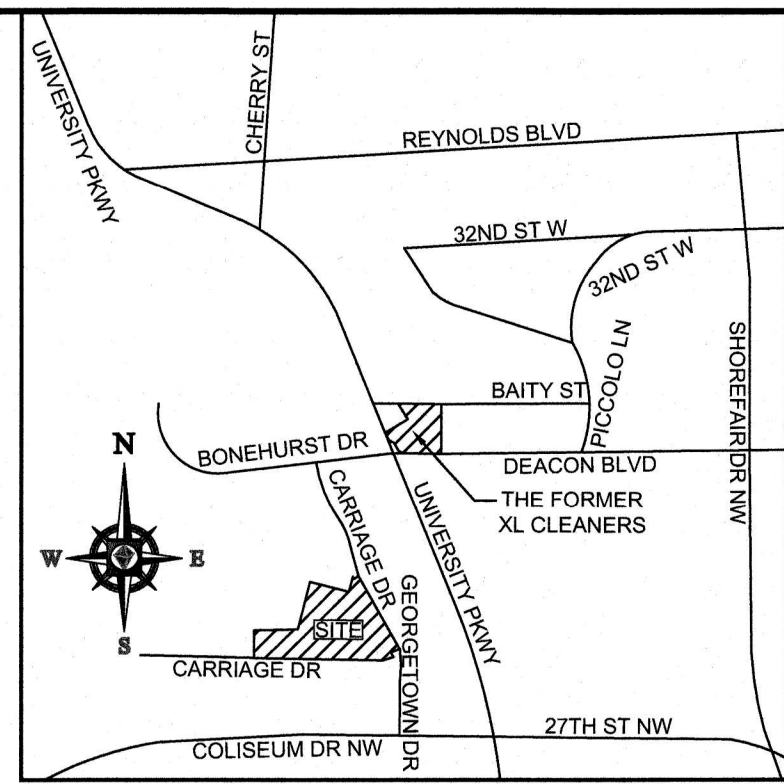 UNIVERSITY PKWY
CHERRY ST
REYNOLDS BLVD
32ND ST W
32ND ST W
PICCOLO LN
SHOREFAIR DR NW
BAITY ST
BONEHURST DR
DEACON BLVD
THE FORMER
XL CLEANERS
N
W
E
S
CARRIAGE DR
UNIVERSITY PKWY
GEORGETOWN DR
SITE
CARRIAGE DR
27TH ST NW
COLISEUM DR NW